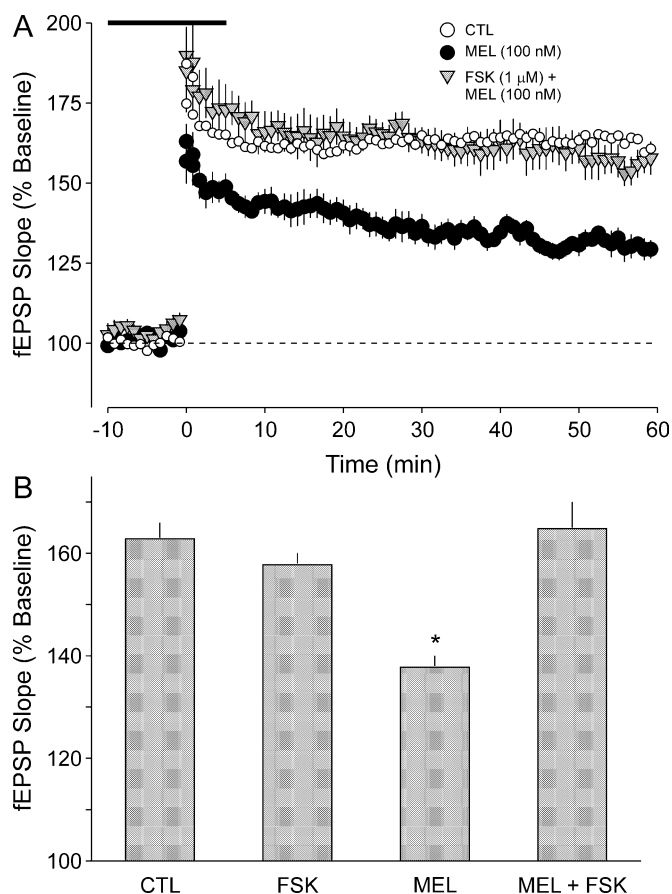 A
200
175
150
125
100
fEPSP Slope (% Baseline)
CTL
MEL (100 nM)
FSK (1 μM) +
MEL (100 nM)
-10 0 10 20 30 40 50 60
Time (min)
B
160
140
120
100
fEPSP Slope (% Baseline)
*
CTL FSK MEL MEL + FSK